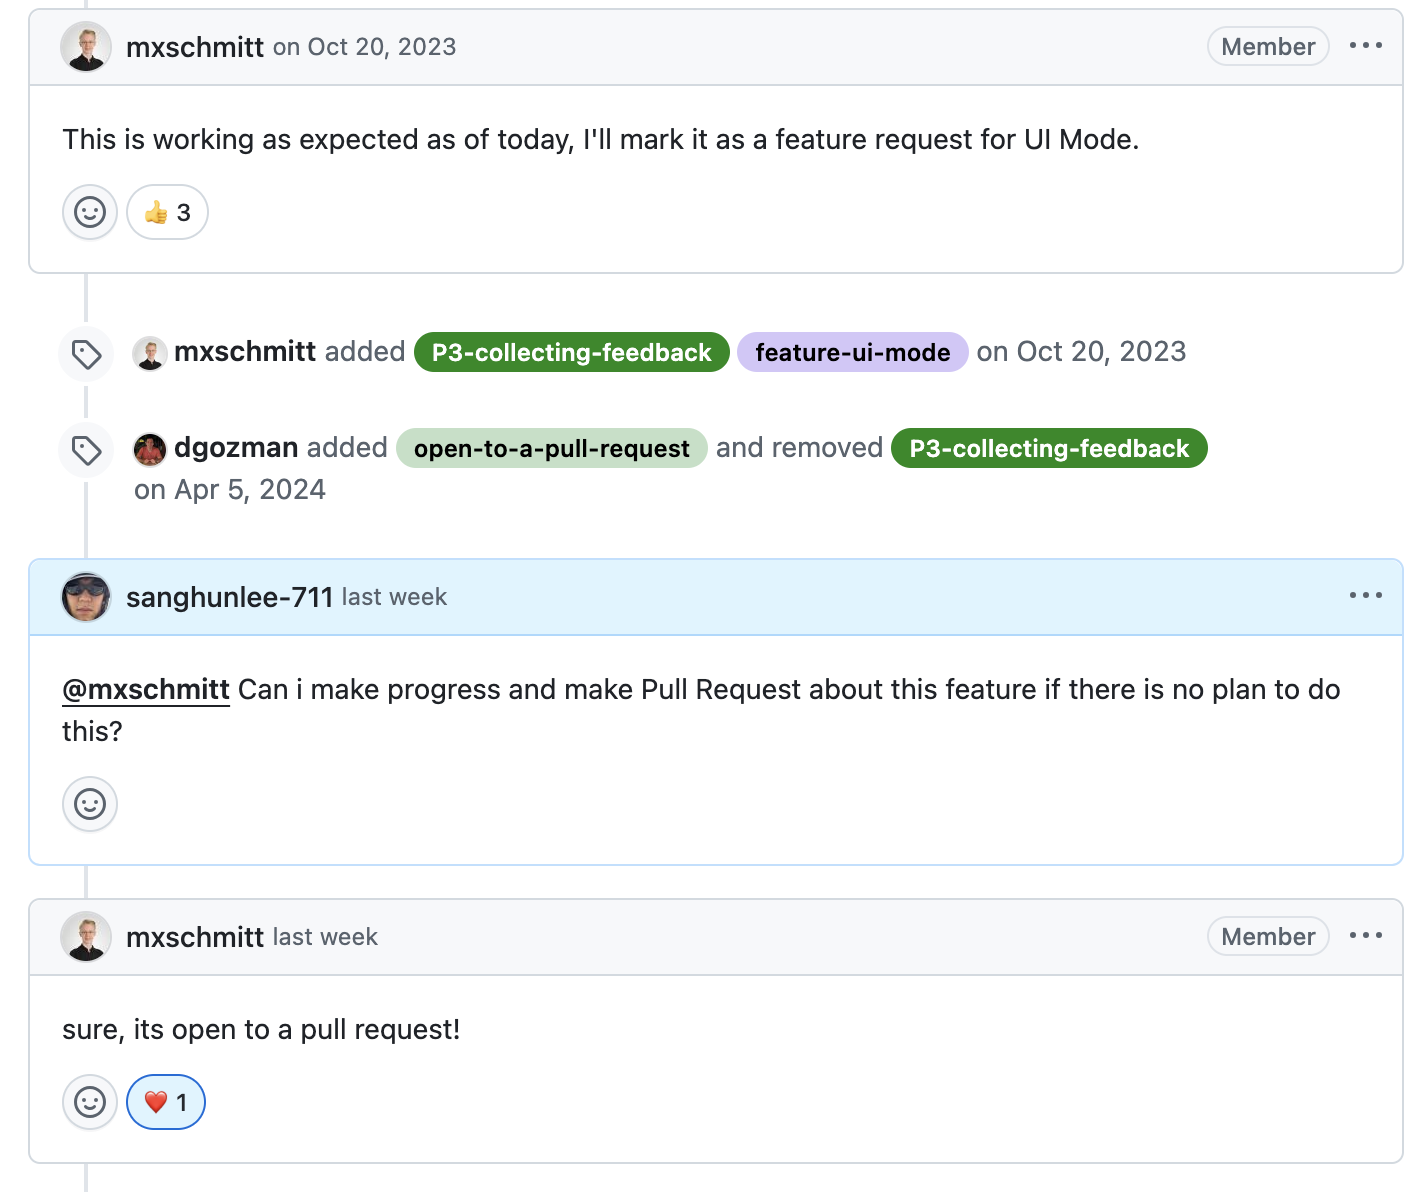 mxschmitt on Oct 20, 2023 Member
This is working as expected as of today, I'll mark it as a feature request for UI Mode.
👍 3
mxschmitt added P3-collecting-feedback feature-ui-mode on Oct 20, 2023
dgozman added open-to-a-pull-request and removed P3-collecting-feedback
on Apr 5, 2024
sanghunlee-711 last week
@mxschmitt Can i make progress and make Pull Request about this feature if there is no plan to do
this?
mxschmitt last week Member
sure, its open to a pull request!
❤️ 1